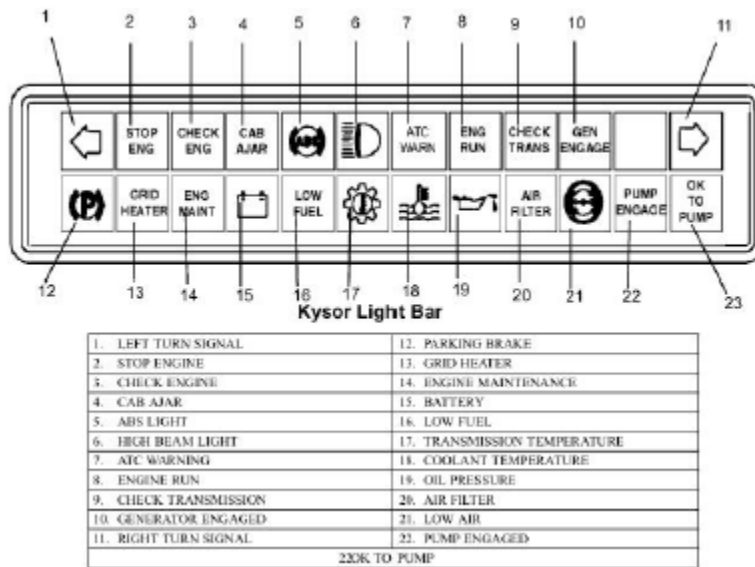 1 2 3 4 5 6 7 8 9 10 11
STOP ENG CHECK ENG CAB AJAR ABS ATC WARN ENG RUN CHECK TRANS GEN ENGAGE
P GRID HEATER ENG MAINT LOW FUEL AIR FILTER PUMP ENGAGE OK TO PUMP
12 13 14 15 16 17 18 19 20 21 22 23
Kysor Light Bar
1. LEFT TURN SIGNAL 12. PARKING BRAKE
2. STOP ENGINE 13. GRID HEATER
3. CHECK ENGINE 14. ENGINE MAINTENANCE
4. CAB AJAR 15. BATTERY
5. ABS LIGHT 16. LOW FUEL
6. HIGH BEAM LIGHT 17. TRANSMISSION TEMPERATURE
7. ATC WARNING 18. COOLANT TEMPERATURE
8. ENGINE RUN 19. OIL PRESSURE
9. CHECK TRANSMISSION 20. AIR FILTER
10. GENERATOR ENGAGED 21. LOW AIR
11. RIGHT TURN SIGNAL 22. PUMP ENGAGED
22OK TO PUMP